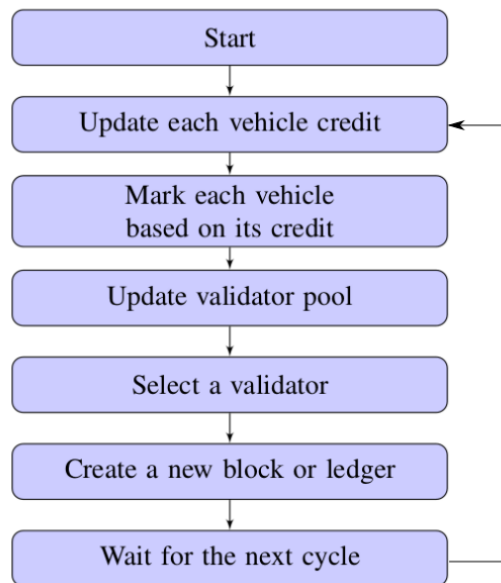 Start
Update each vehicle credit
Mark each vehicle
based on its credit
Update validator pool
Select a validator
Create a new block or ledger
Wait for the next cycle